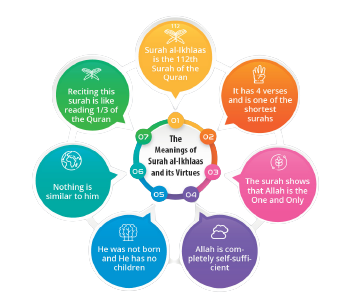 The
Meanings of
Surah al-Ikhlaas
and its Virtues
01
112
Surah al-Ikhlaas
is the 112th
Surah of the
Quran
02
It has 4 verses
and is one of the
shortest
surahs
03
The surah shows
that Allah is the
One and Only
04
Allah is com-
pletely self-suffi-
cient
05
He was not born
and He has no
children
06
Nothing is
similar to him
07
Reciting this
surah is like
reading 1/3 of
the Quran